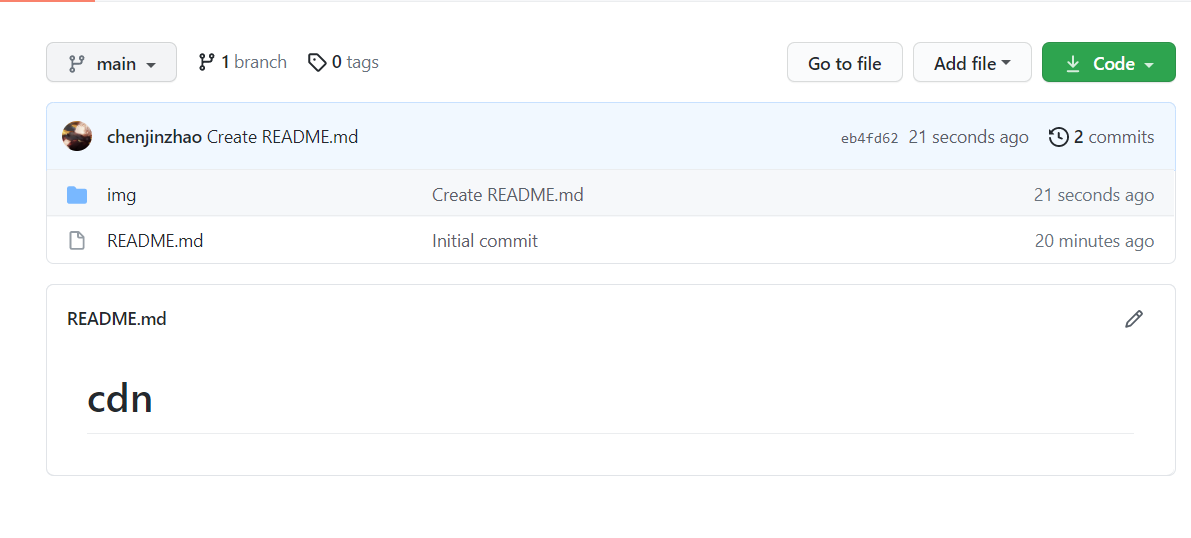 main 1 branch 0 tags Go to file Add file Code
chenjinzhao Create README.md eb4fd62 21 seconds ago 2 commits
img Create README.md 21 seconds ago
README.md Initial commit 20 minutes ago
README.md
cdn